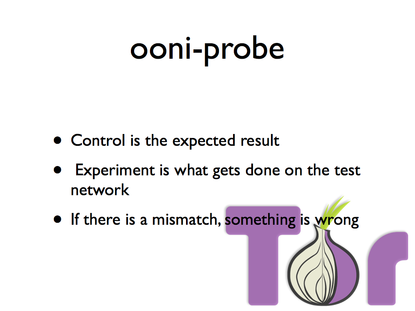 ooni-probe
• Control is the expected result
• Experiment is what gets done on the test
network
• If there is a mismatch, something is wrong
Tor